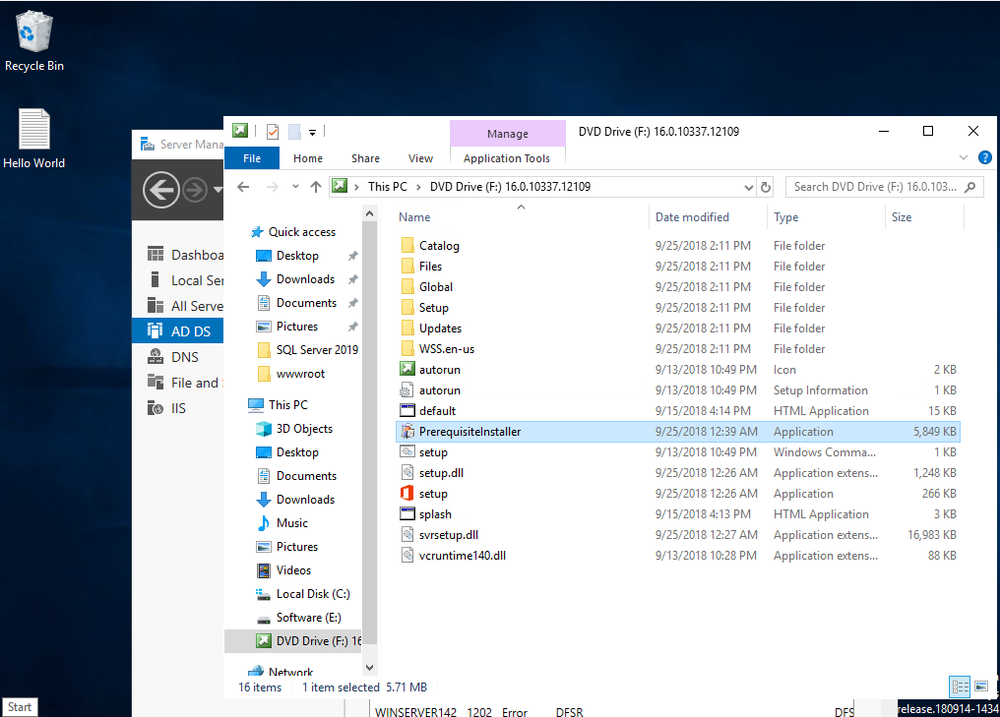 Recycle Bin
Hello World
Server Mana
Manage
DVD Drive (F:) 16.0.10337.12109
File
Home
Share
View
Application Tools
This PC > DVD Drive (F:) 16.0.10337.12109
Search DVD Drive (F:) 16.0.103...
Dashboa
Local Ser
All Serve
AD DS
DNS
File and
IIS
Quick access
Desktop
Downloads
Documents
Pictures
SQL Server 2019
wwwroot
This PC
3D Objects
Desktop
Documents
Downloads
Music
Pictures
Videos
Local Disk (C:)
Software (E:)
DVD Drive (F:) 16
Network
Name Date modified Type Size
Catalog 9/25/2018 2:11 PM File folder
Files 9/25/2018 2:11 PM File folder
Global 9/25/2018 2:11 PM File folder
Setup 9/25/2018 2:11 PM File folder
Updates 9/25/2018 2:11 PM File folder
WSS.en-us 9/25/2018 2:11 PM File folder
autorun 9/13/2018 10:49 PM Icon 2 KB
autorun 9/13/2018 10:49 PM Setup Information 1 KB
default 9/15/2018 4:14 PM HTML Application 15 KB
PrerequisiteInstaller 9/25/2018 12:39 AM Application 5,849 KB
setup 9/13/2018 10:49 PM Windows Comma... 1 KB
setup.dll 9/25/2018 12:26 AM Application extens... 1,248 KB
setup 9/25/2018 12:26 AM Application 266 KB
splash 9/15/2018 4:13 PM HTML Application 3 KB
svrsetup.dll 9/25/2018 12:27 AM Application extens... 16,983 KB
vcruntime140.dll 9/13/2018 10:28 PM Application extens... 88 KB
16 items 1 item selected 5.71 MB
Start
WINSERVER142 1202 Error DFSR DFS
release.180914-1434